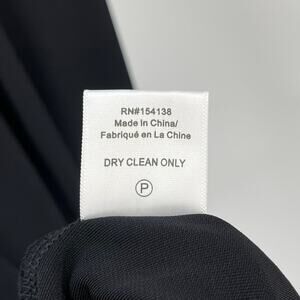 RN#154138
Made in China/
Fabriqué en La Chine
DRY CLEAN ONLY
P